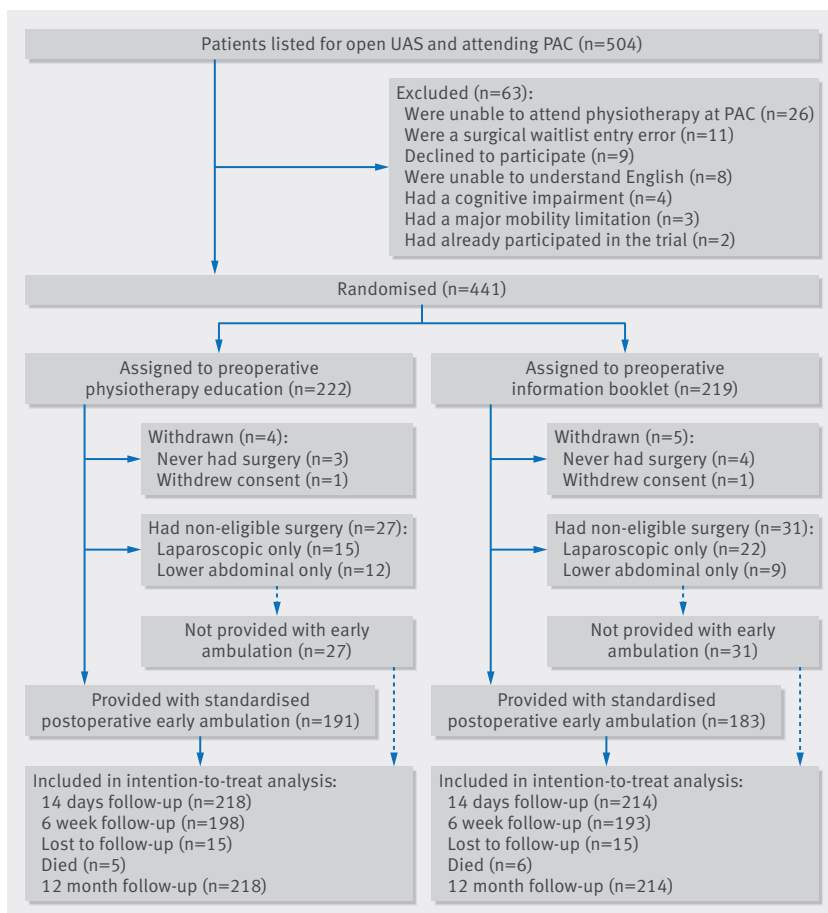 Patients listed for open UAS and attending PAC (n=504)
Excluded (n=63):
Were unable to attend physiotherapy at PAC (n=26)
Were a surgical waitlist entry error (n=11)
Declined to participate (n=9)
Were unable to understand English (n=8)
Had a cognitive impairment (n=4)
Had a major mobility limitation (n=3)
Had already participated in the trial (n=2)
Randomised (n=441)
Assigned to preoperative
physiotherapy education (n=222)
Withdrawn (n=4):
Never had surgery (n=3)
Withdrew consent (n=1)
Had non-eligible surgery (n=27):
Laparoscopic only (n=15)
Lower abdominal only (n=12)
Not provided with early
ambulation (n=27)
Provided with standardised
postoperative early ambulation (n=191)
Included in intention-to-treat analysis:
14 days follow-up (n=218)
6 week follow-up (n=198)
Lost to follow-up (n=15)
Died (n=5)
12 month follow-up (n=218)
Assigned to preoperative
information booklet (n=219)
Withdrawn (n=5):
Never had surgery (n=4)
Withdrew consent (n=1)
Had non-eligible surgery (n=31):
Laparoscopic only (n=22)
Lower abdominal only (n=9)
Not provided with early
ambulation (n=31)
Provided with standardised
postoperative early ambulation (n=183)
Included in intention-to-treat analysis:
14 days follow-up (n=214)
6 week follow-up (n=193)
Lost to follow-up (n=15)
Died (n=6)
12 month follow-up (n=214)